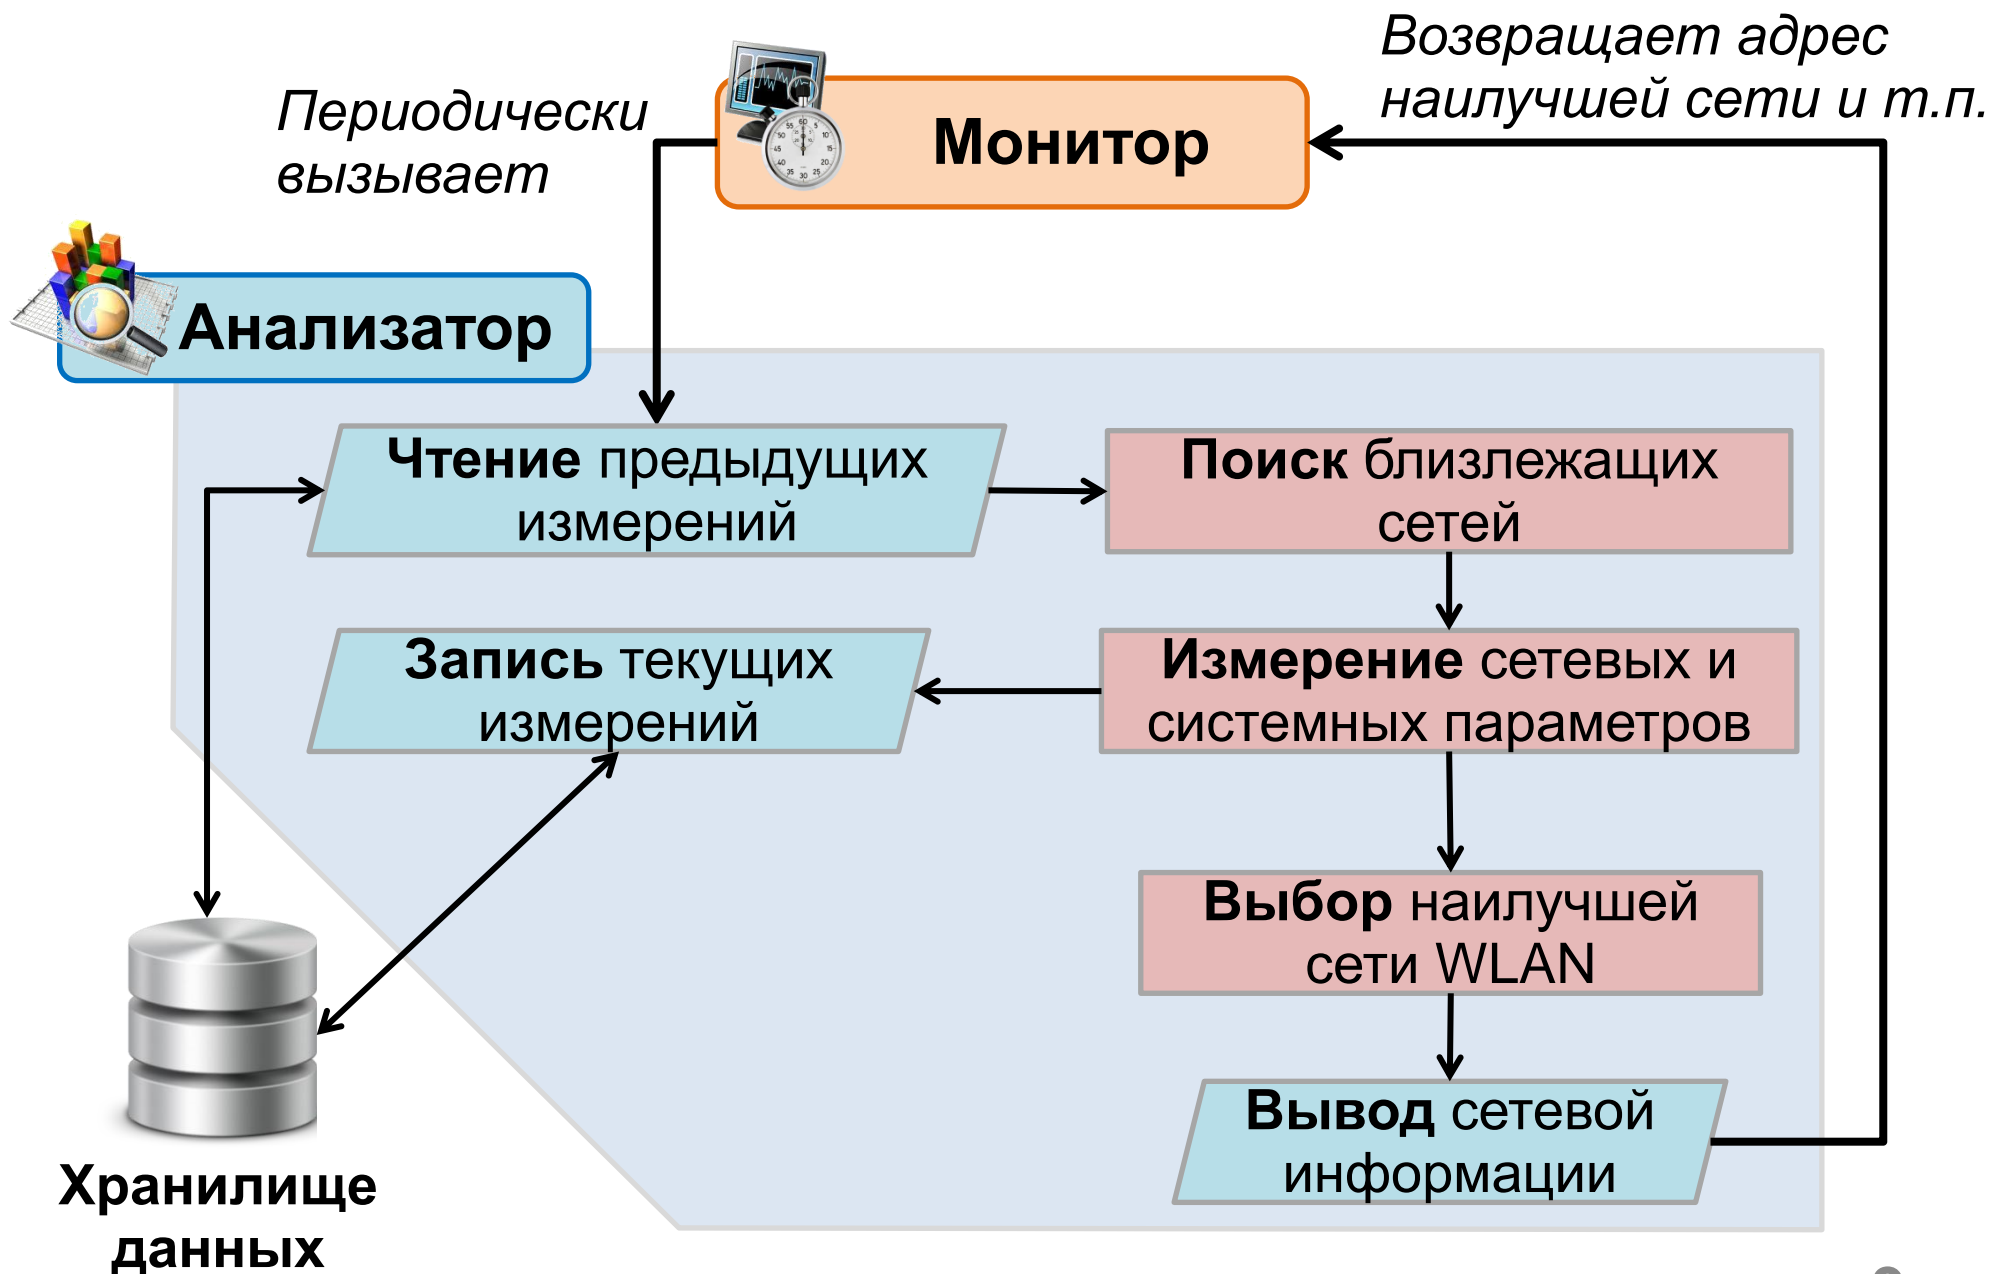 Возвращает адрес
наилучшей сети и т.п.
Периодически
вызывает
Монитор
Анализатор
Чтение предыдущих
измерений
Поиск близлежащих
сетей
Запись текущих
измерений
Измерение сетевых и
системных параметров
Выбор наилучшей
сети WLAN
Вывод сетевой
информации
Хранилище
данных